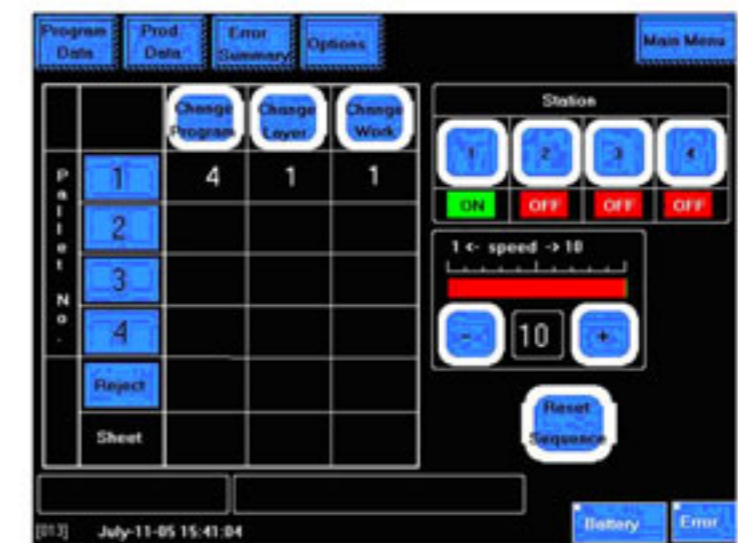 Program Data
Prod. Data
Error Summary
Options
Main Menu
Change Program
Change Layer
Change Work
Station
1 2 3 4
ON OFF OFF OFF
Pallet No.
1 4 1 1
2
3
4
Reject
Sheet
1 <- speed -> 10
- 10 +
Reset Sequence
[013] July-11-05 15:41:04
Battery
Error